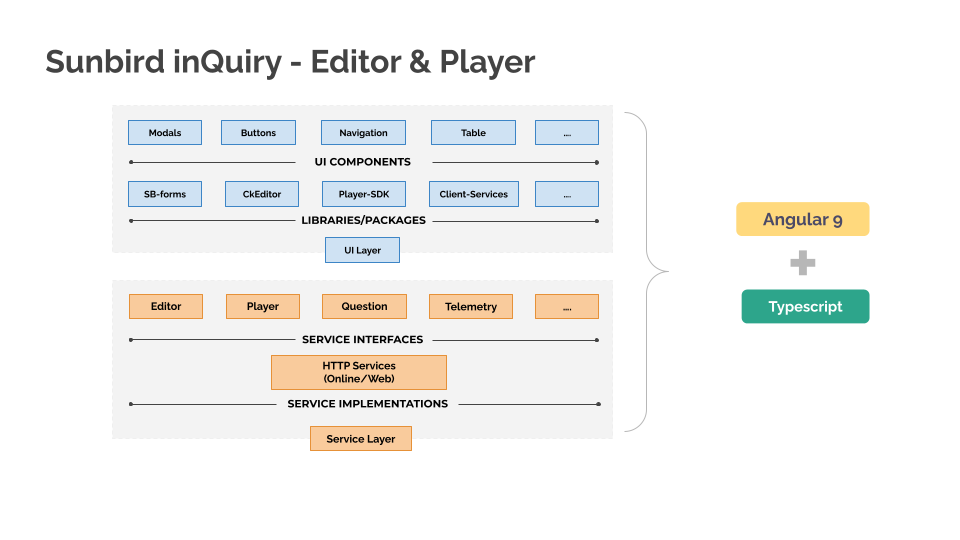 Sunbird inQuiry - Editor & Player
Modals
Buttons
Navigation
Table
....
UI COMPONENTS
SB-forms
CkEditor
Player-SDK
Client-Services
....
LIBRARIES/PACKAGES
UI Layer
Editor
Player
Question
Telemetry
....
SERVICE INTERFACES
HTTP Services
(Online/Web)
SERVICE IMPLEMENTATIONS
Service Layer
Angular 9
Typescript